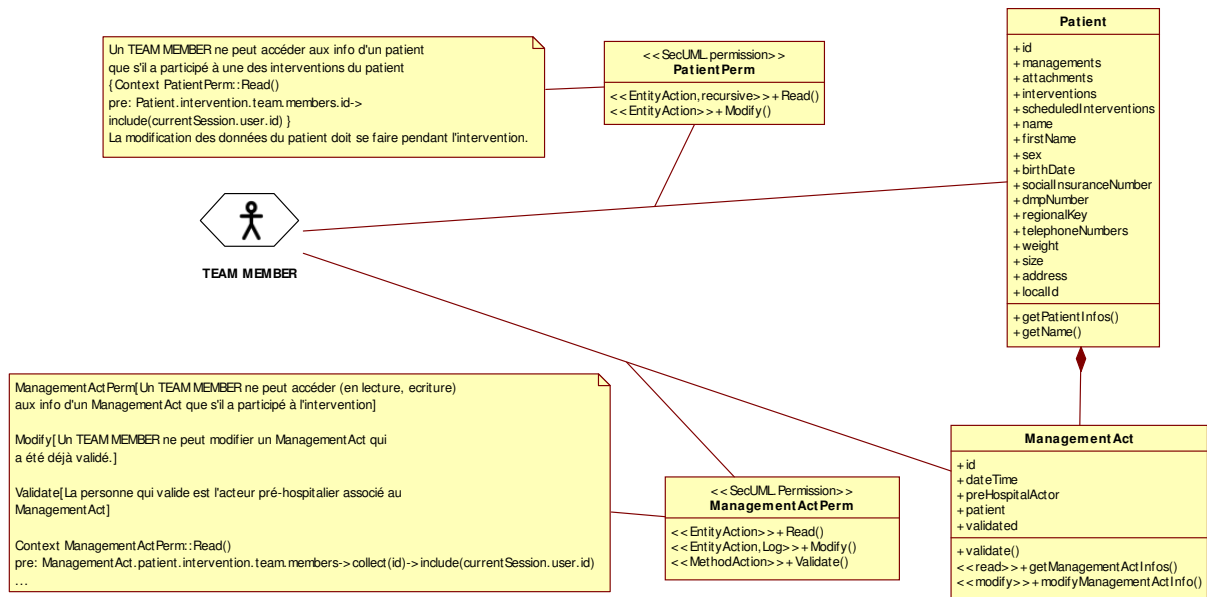 Un TEAM MEMBER ne peut accéder aux info d'un patient
que s'il a participé à une des interventions du patient
{Context PatientPerm::Read()
pre: Patient.intervention.team.members.id->
include(currentSession.user.id) }
La modification des données du patient doit se faire pendant l'intervention.
<<SecUML.permission>>
PatientPerm
<<EntityAction,recursive>>+Read()
<<EntityAction>>+Modify()
Patient
+id
+managements
+attachments
+interventions
+scheduledInterventions
+name
+firstName
+sex
+birthDate
+socialInsuranceNumber
+dmpNumber
+regionalKey
+telephoneNumbers
+weight
+size
+address
+localId
+getPatientInfos()
+getName()
TEAM MEMBER
ManagementActPerm[Un TEAM MEMBER ne peut accéder (en lecture, ecriture)
aux info d'un ManagementAct que s'il a participé à l'intervention]
Modify[Un TEAM MEMBER ne peut modifier un ManagementAct qui
a été déjà validé.]
Validate[La personne qui valide est l'acteur pré-hospitalier associé au
ManagementAct]
Context ManagementActPerm::Read()
pre: ManagementAct.patient.intervention.team.members->collect(id)->include(currentSession.user.id)
...
<<SecUML.Permission>>
ManagementActPerm
<<EntityAction>>+Read()
<<EntityAction,Log>>+Modify()
<<MethodAction>>+Validate()
ManagementAct
+id
+dateTime
+preHospitalActor
+patient
+validated
+validate()
<<read>>+getManagementActInfos()
<<modify>>+modifyManagementActInfo()